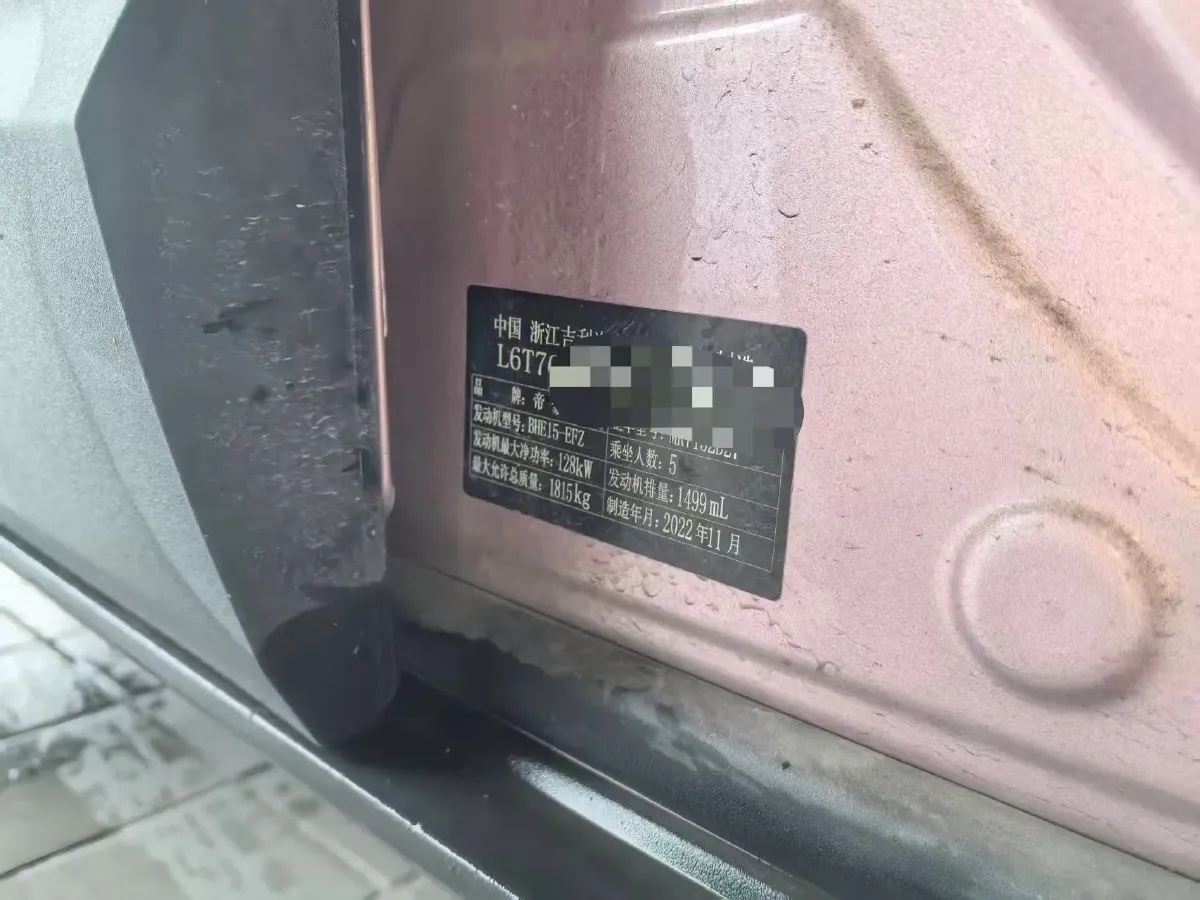 中国 浙江吉利
L6T7
品 牌：帝
发动机型号：BHE15-EFZ
乘坐人数：5
发动机最大净功率：128kW
发动机排量：1499mL
最大允许总质量：1815kg
制造年月：2022年11月